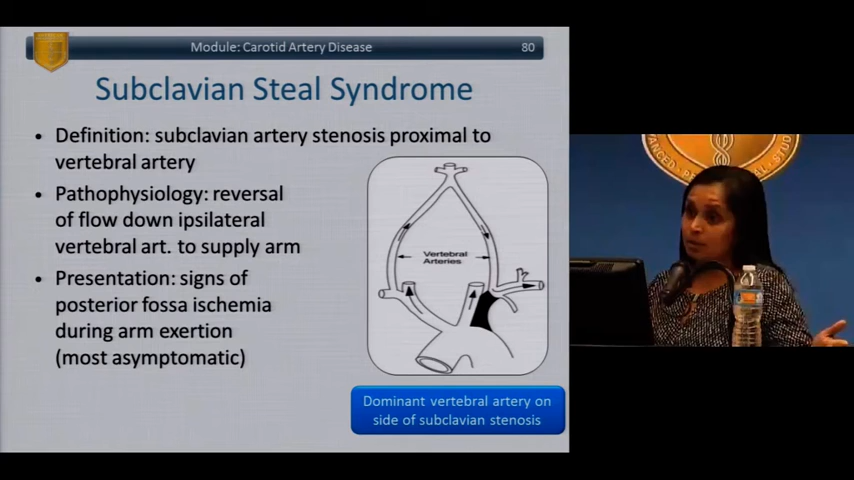 Module: Carotid Artery Disease 80
Subclavian Steal Syndrome
• Definition: subclavian artery stenosis proximal to
vertebral artery
• Pathophysiology: reversal
of flow down ipsilateral
vertebral art. to supply arm
• Presentation: signs of
posterior fossa ischemia
during arm exertion
(most asymptomatic)
Vertebral
Arteries
Dominant vertebral artery on
side of subclavian stenosis